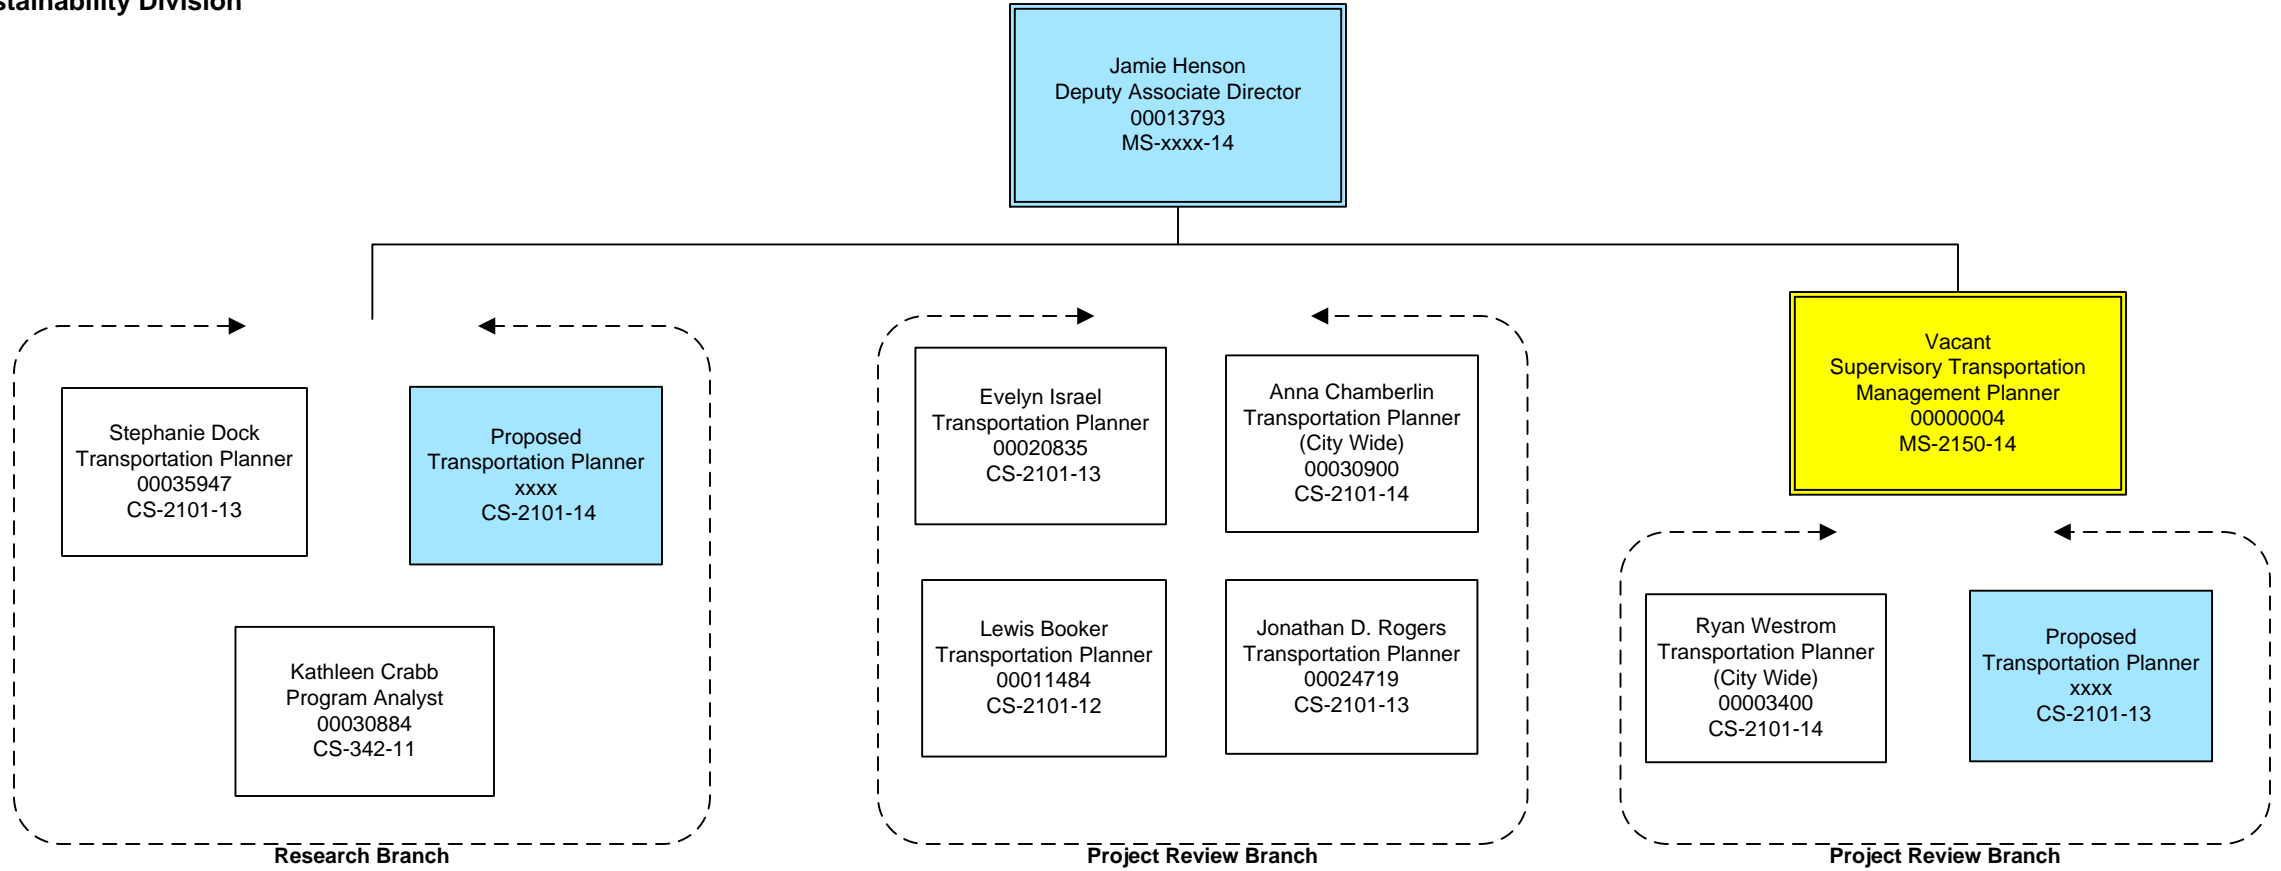 stainability Division
Jamie Henson
Deputy Associate Director
00013793
MS-xxxx-14
Stephanie Dock
Transportation Planner
00035947
CS-2101-13
Proposed
Transportation Planner
xxxx
CS-2101-14
Kathleen Crabb
Program Analyst
00030884
CS-342-11
Research Branch
Evelyn Israel
Transportation Planner
00020835
CS-2101-13
Anna Chamberlin
Transportation Planner
(City Wide)
00030900
CS-2101-14
Lewis Booker
Transportation Planner
00011484
CS-2101-12
Jonathan D. Rogers
Transportation Planner
00024719
CS-2101-13
Project Review Branch
Vacant
Supervisory Transportation
Management Planner
00000004
MS-2150-14
Ryan Westrom
Transportation Planner
(City Wide)
00003400
CS-2101-14
Proposed
Transportation Planner
xxxx
CS-2101-13
Project Review Branch